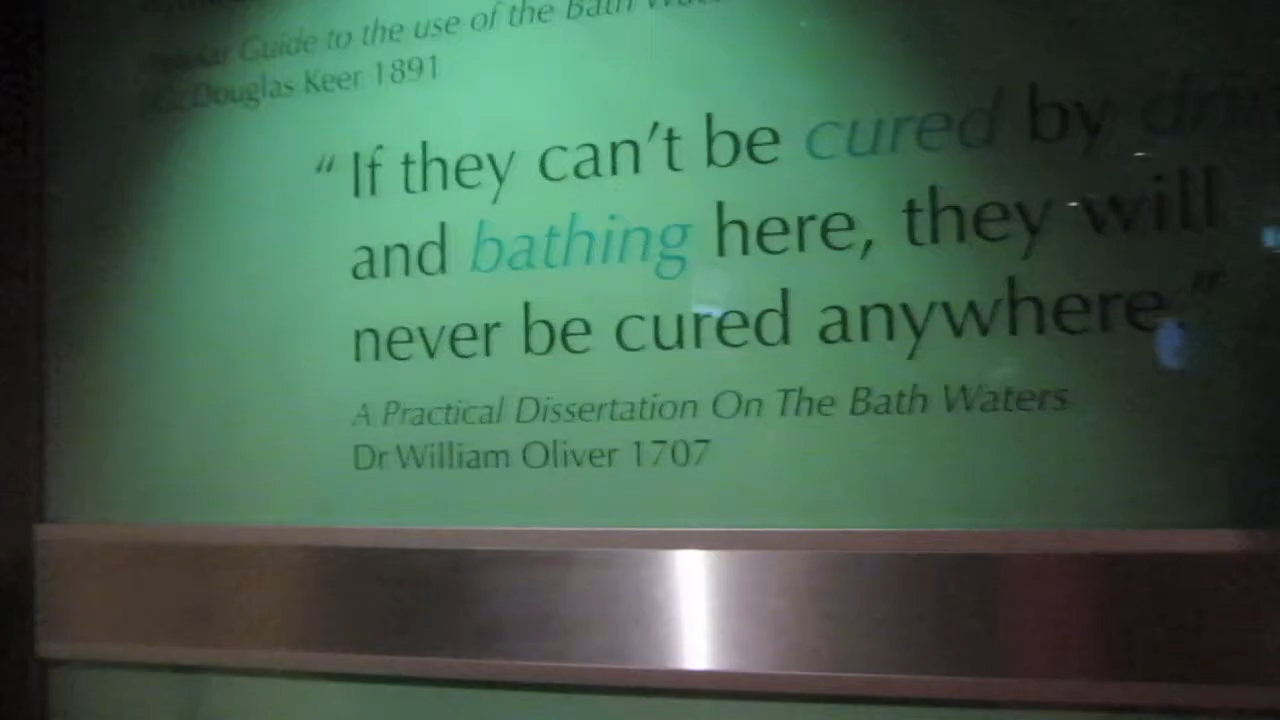 Guide to the use of the Bath
Douglas Keer 1891
“If they can't be cured by
and bathing here, they will
never be cured anywhere.”
A Practical Dissertation On The Bath Waters
Dr William Oliver 1707